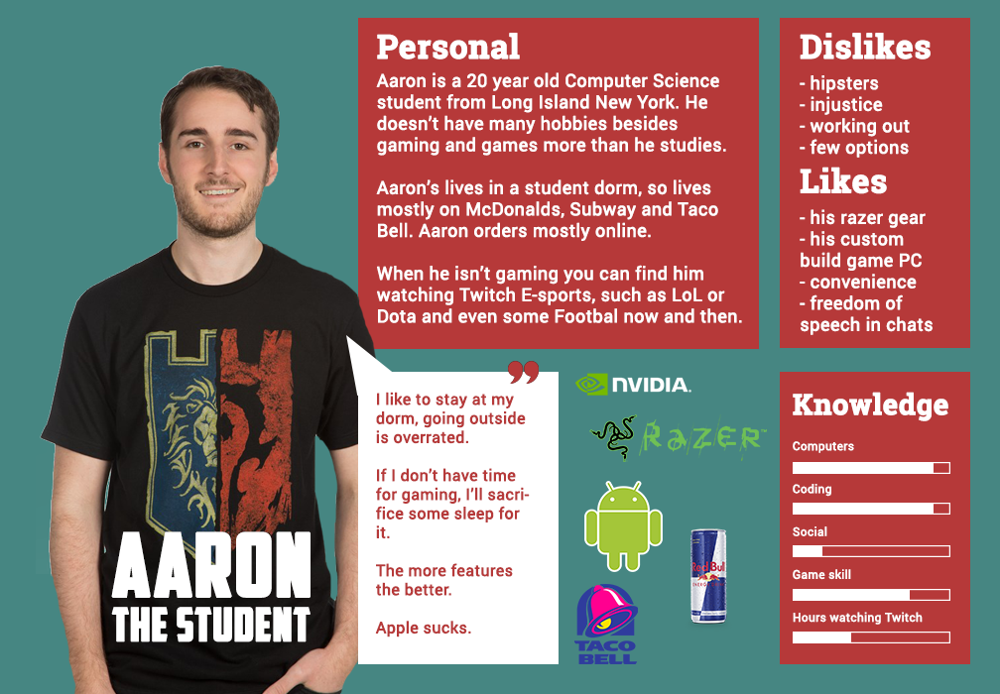 Personal
Aaron is a 20 year old Computer Science
student from Long Island New York. He
doesn't have many hobbies besides
gaming and games more than he studies.
Aaron's lives in a student dorm, so lives
mostly on McDonalds, Subway and Taco
Bell. Aaron orders mostly online.
When he isn't gaming you can find him
watching Twitch E-sports, such as LoL or
Dota and even some Footbal now and then.
Dislikes
- hipsters
- injustice
- working out
- few options
Likes
- his razer gear
- his custom
build game PC
- convenience
- freedom of
speech in chats
AARON
THE STUDENT
”
I like to stay at my
dorm, going outside
is overrated.
If I don't have time
for gaming, I'll sacri-
fice some sleep for
it.
The more features
the better.
Apple sucks.
NVIDIA.
RAZER™
Red Bull
TACO
BELL
Knowledge
Computers
Coding
Social
Game skill
Hours watching Twitch